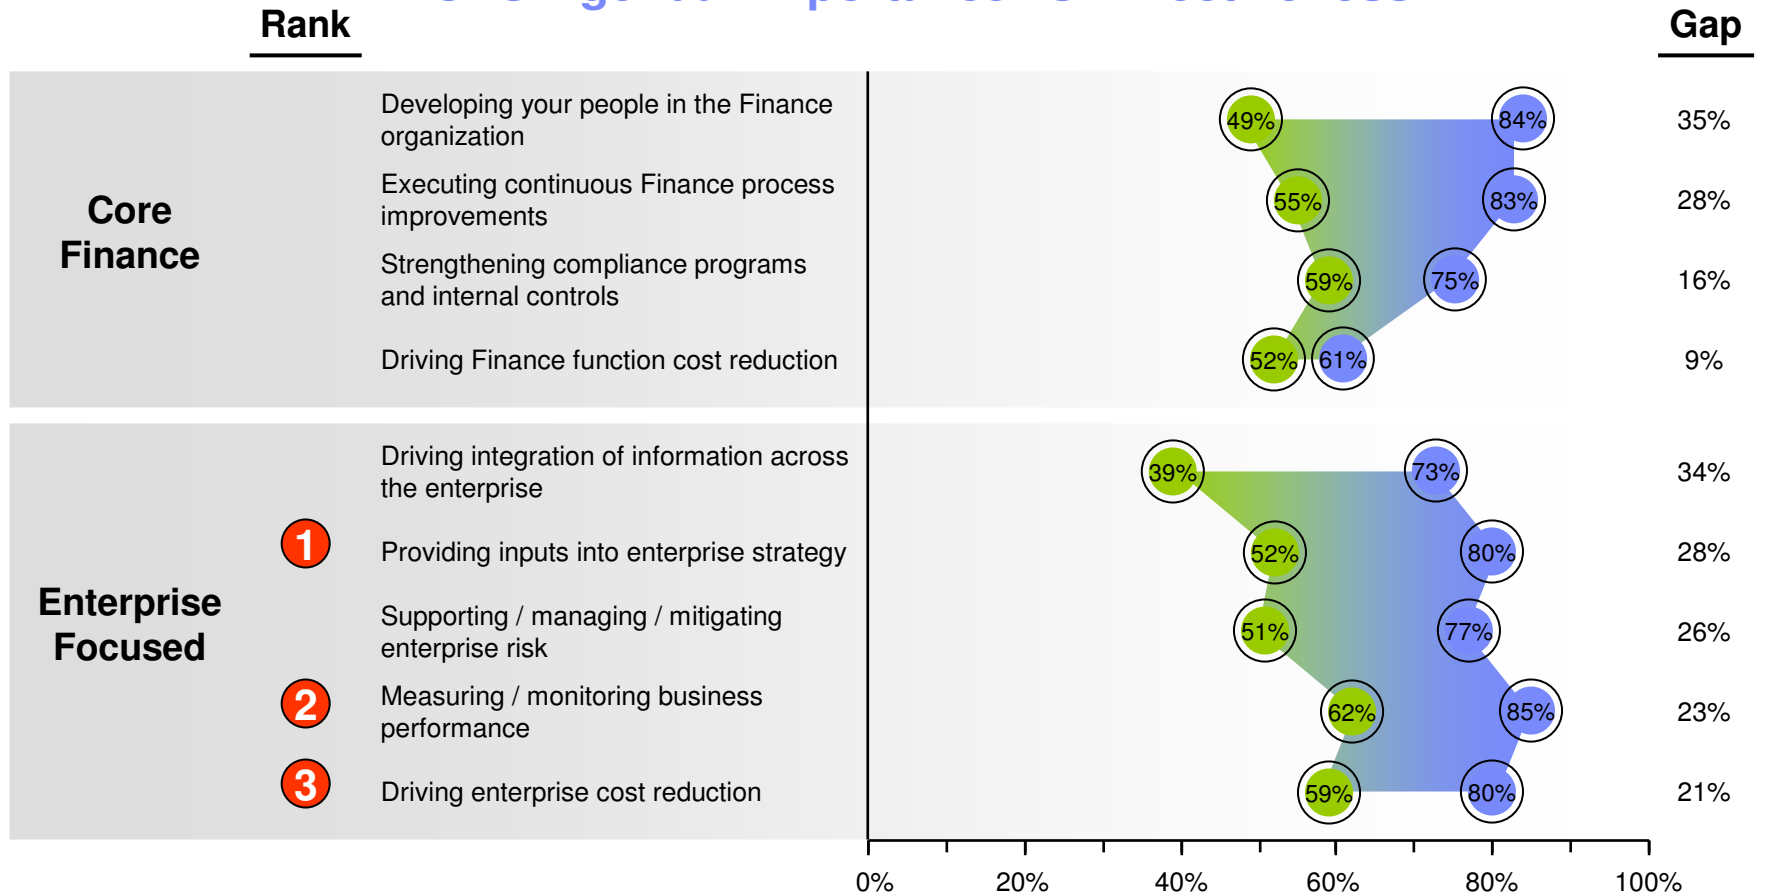 Rank
Gap
Core
Finance
Developing your people in the Finance
organization
49%
84%
35%
Executing continuous Finance process
improvements
55%
83%
28%
Strengthening compliance programs
and internal controls
59%
75%
16%
Driving Finance function cost reduction
52%
61%
9%
Enterprise
Focused
Driving integration of information across
the enterprise
39%
73%
34%
1
Providing inputs into enterprise strategy
52%
80%
28%
Supporting / managing / mitigating
enterprise risk
51%
77%
26%
2
Measuring / monitoring business
performance
62%
85%
23%
3
Driving enterprise cost reduction
59%
80%
21%
0%
20%
40%
60%
80%
100%